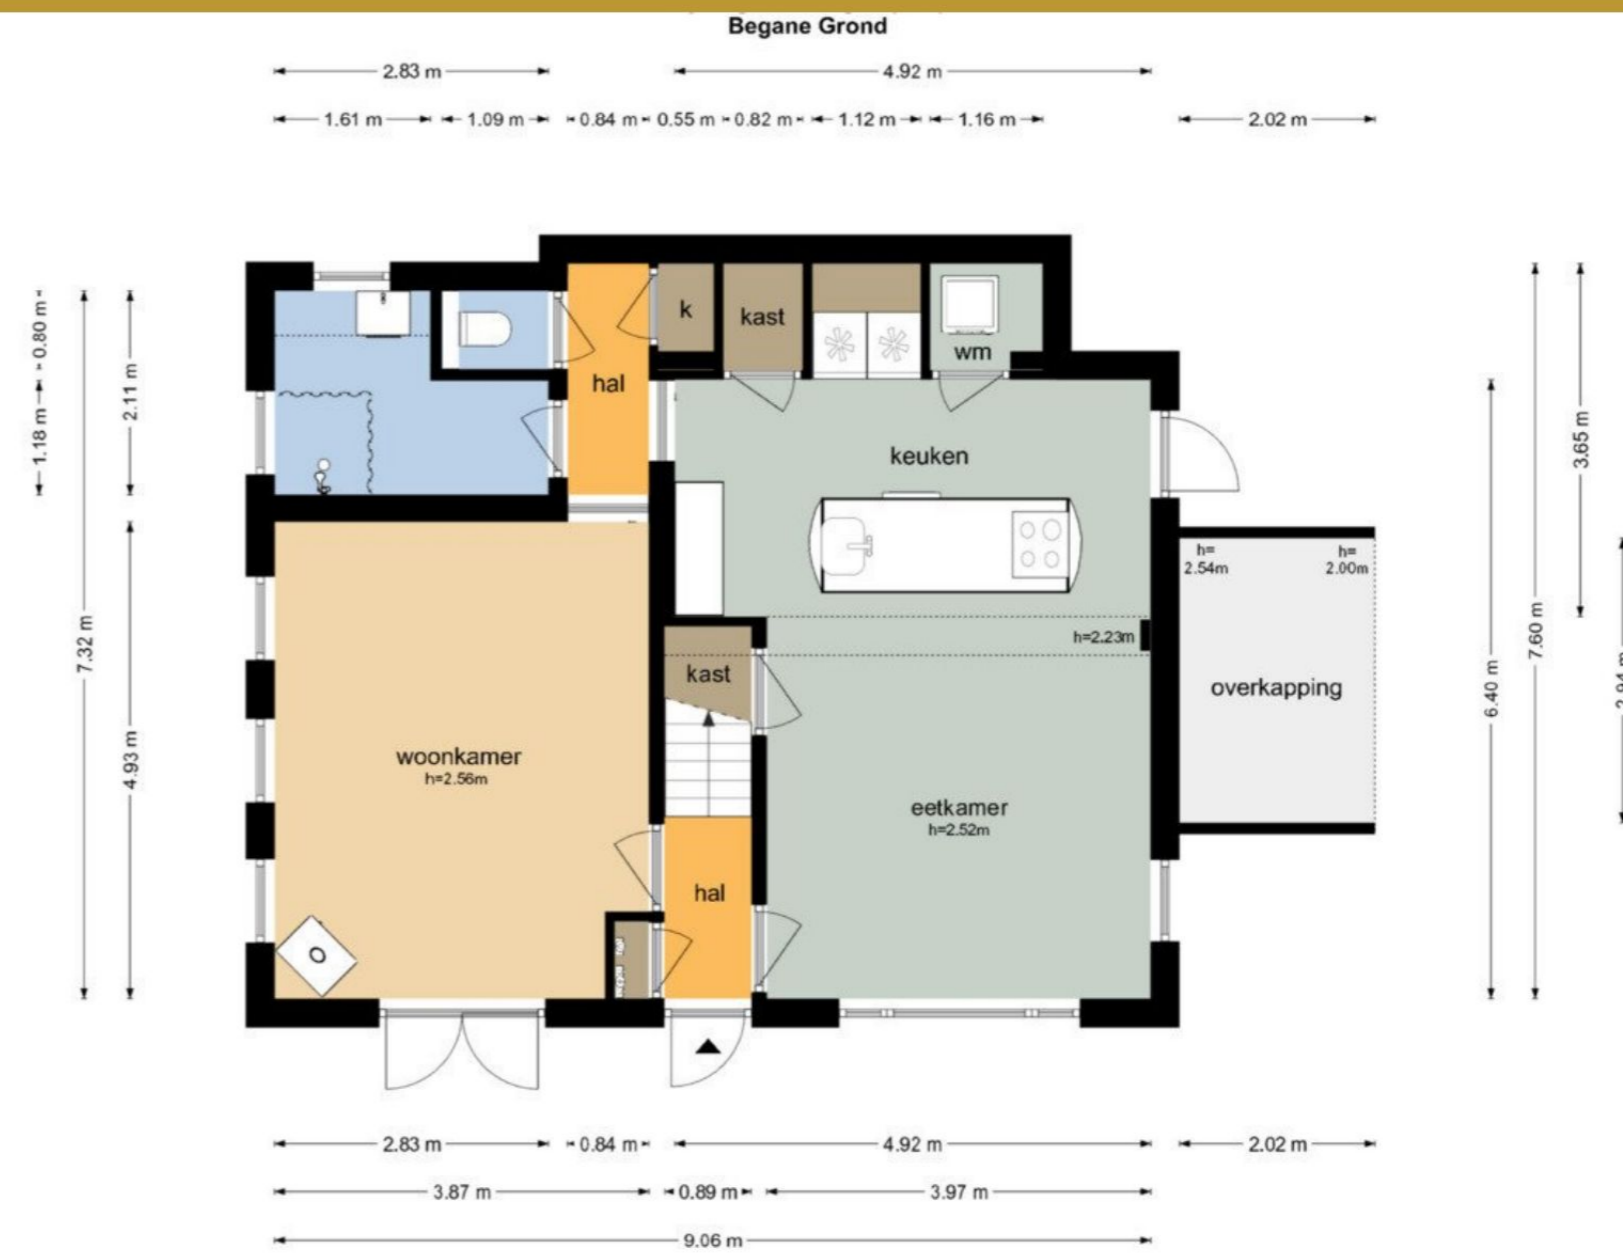 Begane Grond
2.83 m
4.92 m
1.61 m
1.09 m
0.84 m
0.55 m
0.82 m
1.12 m
1.16 m
2.02 m
0.80 m
1.18 m
2.11 m
7.32 m
4.93 m
k
kast
wm
hal
keuken
h=
2.54m
h=
2.00m
h=2.23m
kast
overkapping
woonkamer
h=2.56m
eetkamer
h=2.52m
hal
3.65 m
7.60 m
6.40 m
2.83 m
0.84 m
4.92 m
2.02 m
3.87 m
0.89 m
3.97 m
9.06 m